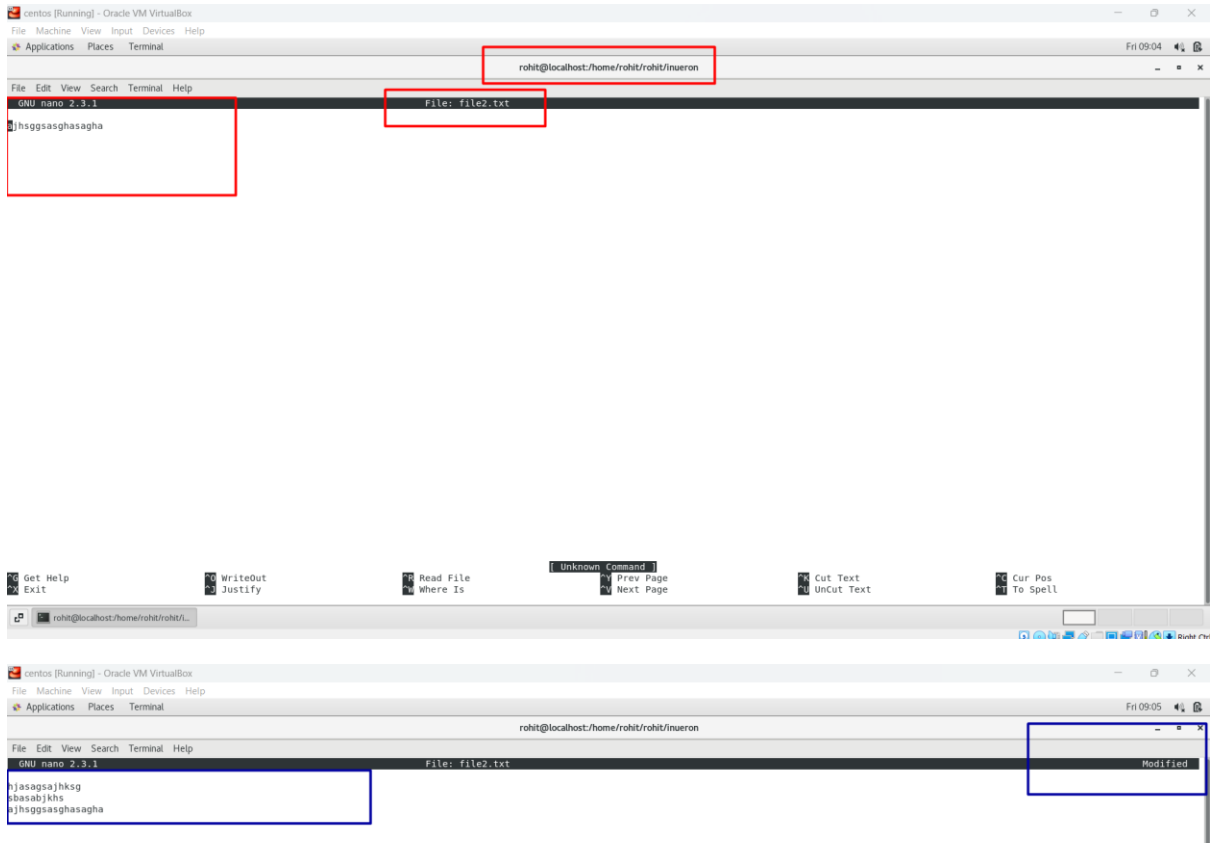 centos [Running] - Oracle VM VirtualBox
File Machine View Input Devices Help
Applications Places Terminal Fri 09:04
rohit@localhost:/home/rohit/rohit/inueron
File Edit View Search Terminal Help
GNU nano 2.3.1 File: file2.txt
ajhsggsasghasagha
[ Unknown Command ]
^G Get Help ^O WriteOut ^R Read File ^Y Prev Page ^K Cut Text ^C Cur Pos
^X Exit ^J Justify ^W Where Is ^V Next Page ^U UnCut Text ^T To Spell
rohit@localhost:/home/rohit/rohit/i...
Right Ctrl
centos [Running] - Oracle VM VirtualBox
File Machine View Input Devices Help
Applications Places Terminal Fri 09:05
rohit@localhost:/home/rohit/rohit/inueron
File Edit View Search Terminal Help
GNU nano 2.3.1 File: file2.txt Modified
hjasagsajhksg
sbasabjkhs
ajhsggsasghasagha